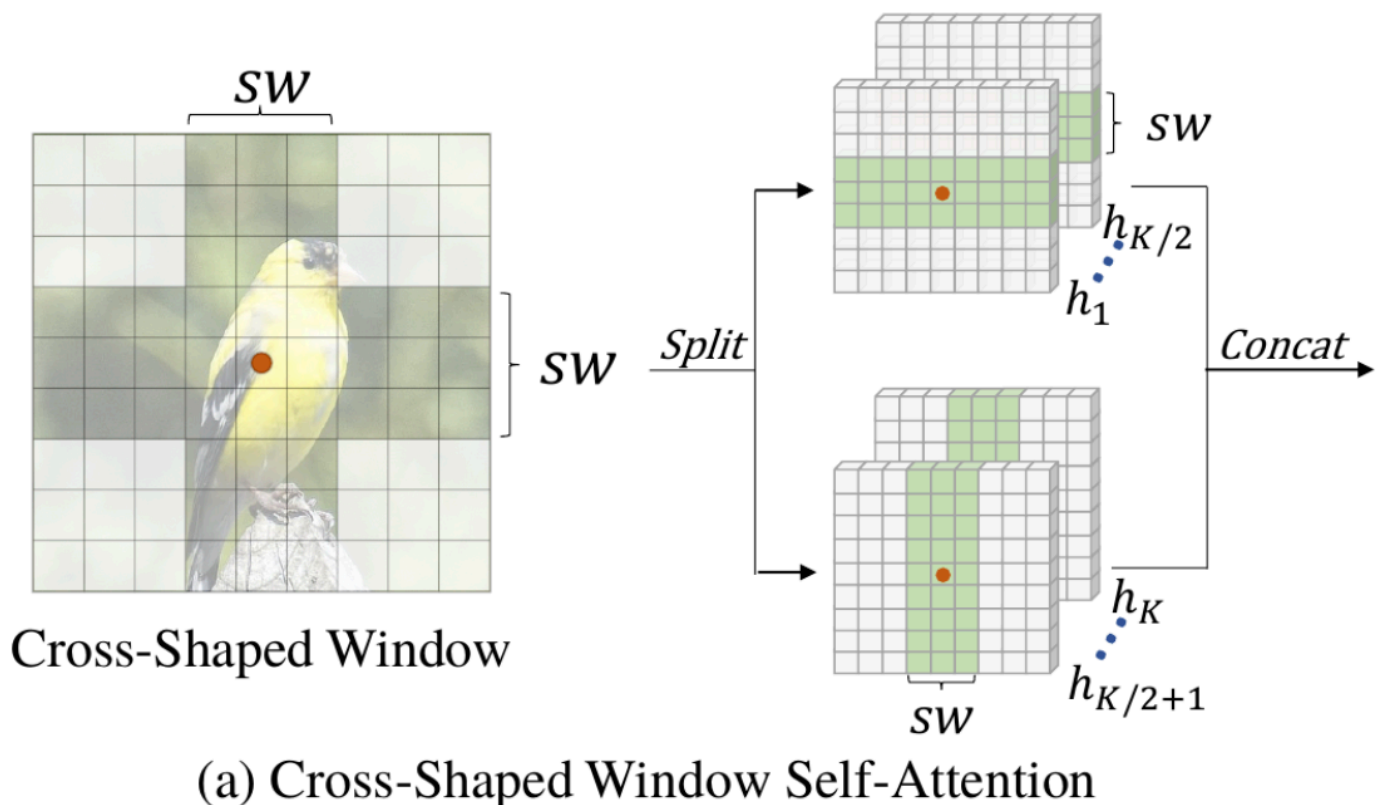 sw
sw
Cross-Shaped Window
Split
sw
h_{K/2}
h_1
Concat
h_K
h_{K/2+1}
sw
(a) Cross-Shaped Window Self-Attention